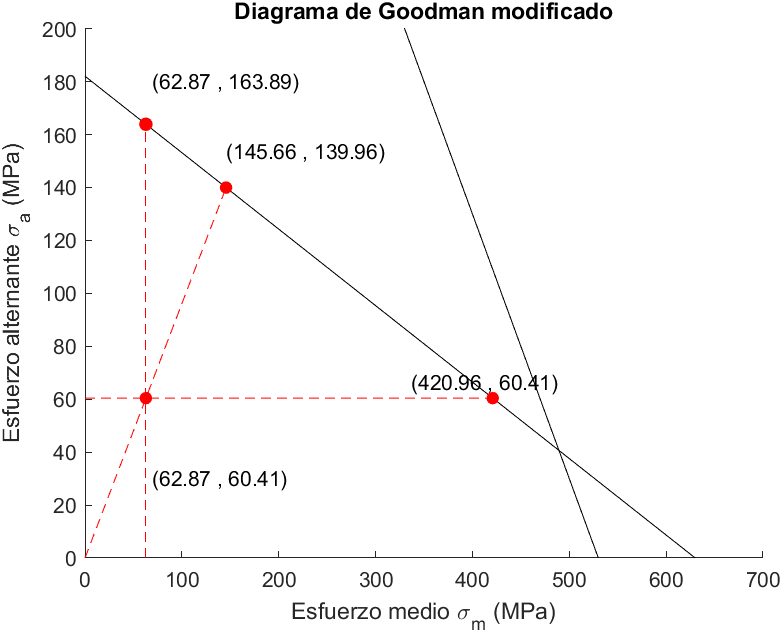 Diagrama de Goodman modificado
200
180
160
140
120
100
80
60
40
20
0
Esfuerzo alternante σa (MPa)
(62.87 , 163.89)
(145.66 , 139.96)
(420.96 , 60.41)
(62.87 , 60.41)
0 100 200 300 400 500 600 700
Esfuerzo medio σm (MPa)